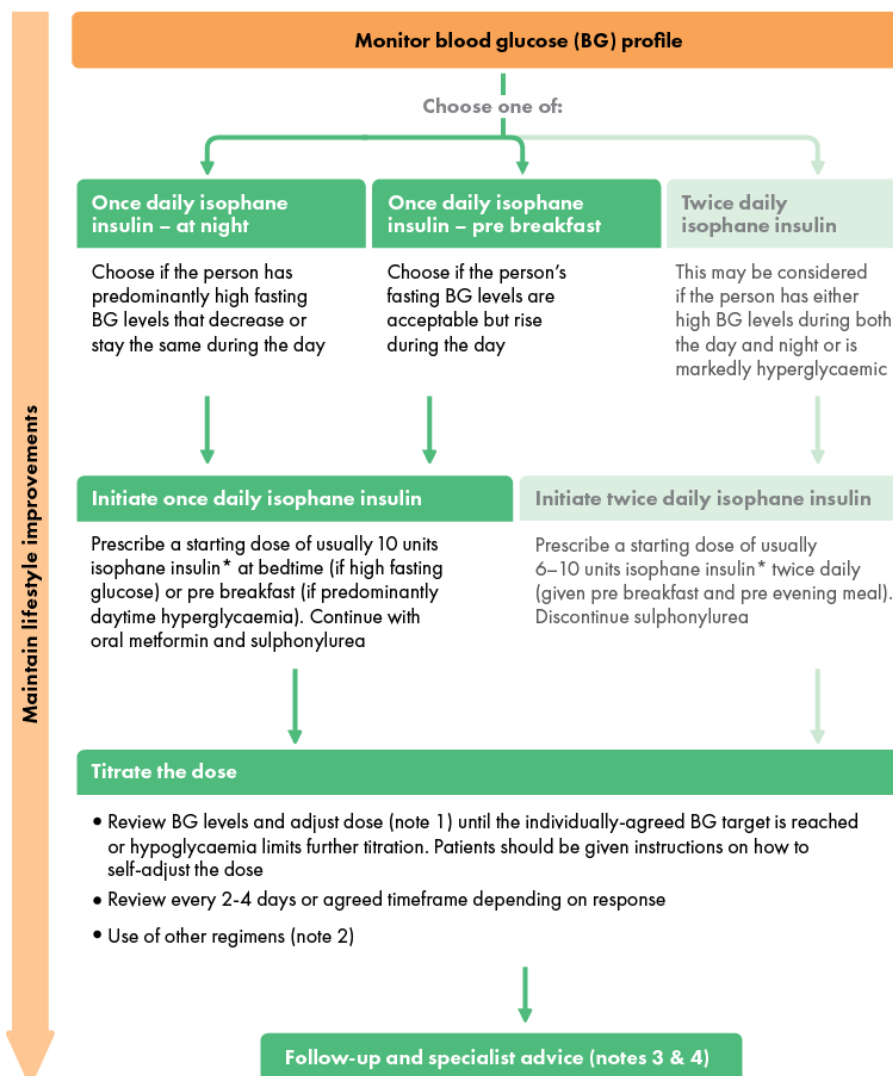 Monitor blood glucose (BG) profile
Choose one of:
Once daily isophane
insulin – at night
Choose if the person has
predominantly high fasting
BG levels that decrease or
stay the same during the day
Once daily isophane
insulin – pre breakfast
Choose if the person's
fasting BG levels are
acceptable but rise
during the day
Twice daily
isophane insulin
This may be considered
if the person has either
high BG levels during both
the day and night or is
markedly hyperglycaemic
Maintain lifestyle improvements
Initiate once daily isophane insulin
Prescribe a starting dose of usually 10 units
isophane insulin* at bedtime (if high fasting
glucose) or pre breakfast (if predominantly
daytime hyperglycaemia). Continue with
oral metformin and sulphonylurea
Initiate twice daily isophane insulin
Prescribe a starting dose of usually
6–10 units isophane insulin* twice daily
(given pre breakfast and pre evening meal).
Discontinue sulphonylurea
Titrate the dose
• Review BG levels and adjust dose (note 1) until the individually-agreed BG target is reached
or hypoglycaemia limits further titration. Patients should be given instructions on how to
self-adjust the dose
• Review every 2-4 days or agreed timeframe depending on response
• Use of other regimens (note 2)
Follow-up and specialist advice (notes 3 & 4)